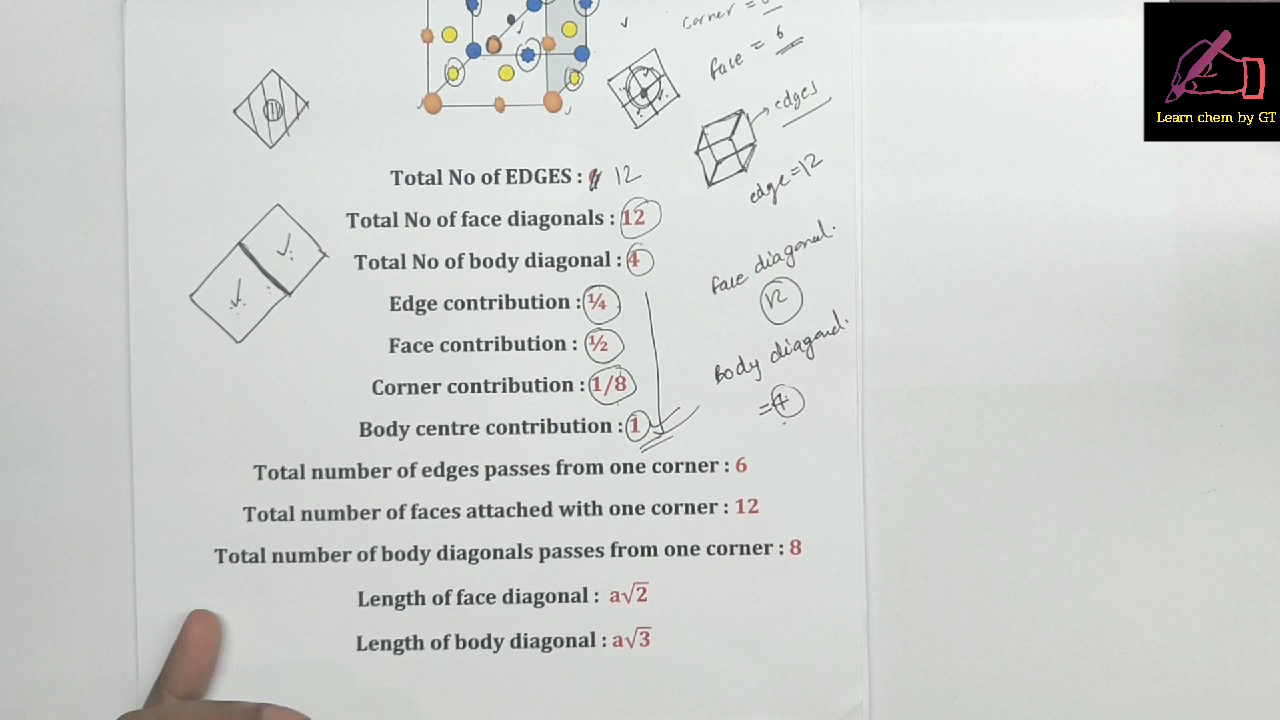 corner =
face = 6
edges
edge=12
Learn chem by GT
Total No of EDGES : 12
Total No of face diagonals : 12
Total No of body diagonal : 4
Edge contribution : ¼
Face contribution : ½
Corner contribution : 1/8
Body centre contribution : 1
face diagonal.
12
Body diagonal.
=4
Total number of edges passes from one corner : 6
Total number of faces attached with one corner : 12
Total number of body diagonals passes from one corner : 8
Length of face diagonal : a√2
Length of body diagonal : a√3